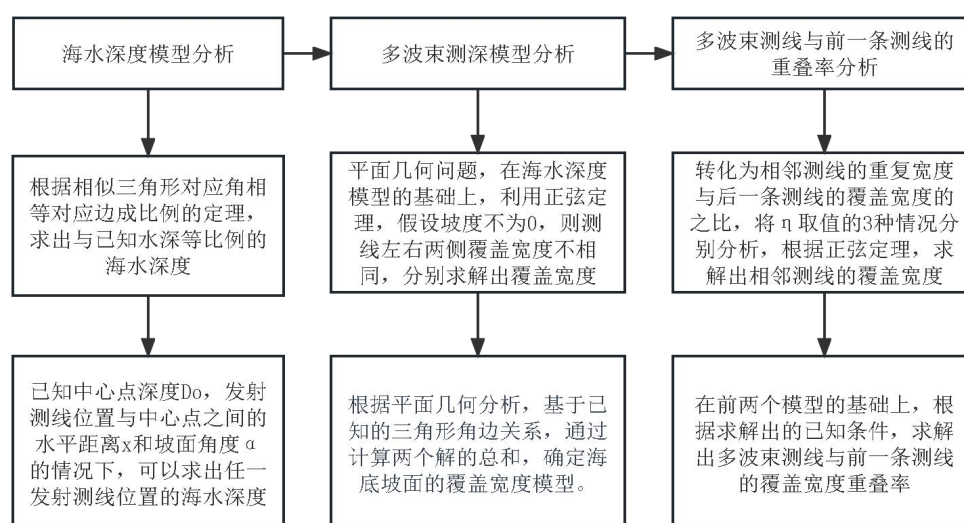 海水深度模型分析
多波束测深模型分析
多波束测线与前一条测线的
重叠率分析
根据相似三角形对应角相
等对应边成比例的定理，
求出与已知水深等比例的
海水深度
平面几何问题，在海水深度
模型的基础上，利用正弦定
理，假设坡度不为0，则测
线左右两侧覆盖宽度不相
同，分别求解出覆盖宽度
转化为相邻测线的重复宽度
与后一条测线的覆盖宽度的
之比，将η取值的3种情况分
别分析，根据正弦定理，求
解出相邻测线的覆盖宽度
已知中心点深度Do，发射
测线位置与中心点之间的
水平距离x和坡面角度α
的情况下，可以求出任一
发射测线位置的海水深度
根据平面几何分析，基于已
知的三角形角边关系，通过
计算两个解的总和，确定海
底坡面的覆盖宽度模型。
在前两个模型的基础上，根
据求解出的已知条件，求解
出多波束测线与前一条测线
的覆盖宽度重叠率